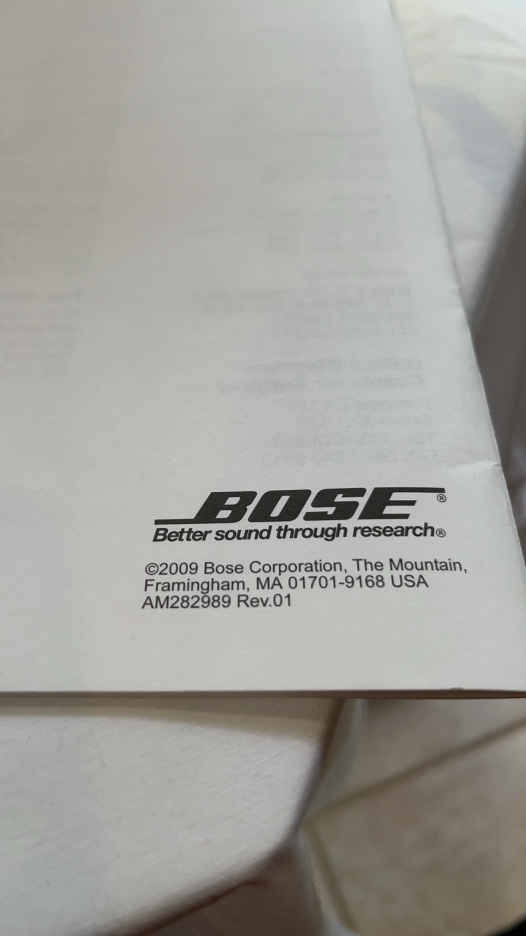 BOSE®
Better sound through research®
©2009 Bose Corporation, The Mountain,
Framingham, MA 01701-9168 USA
AM282989 Rev.01